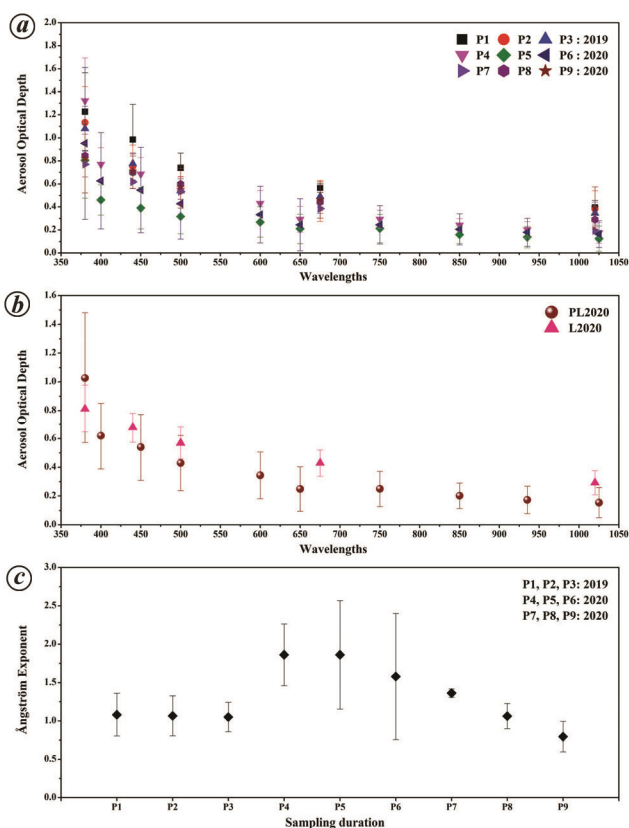 a
P1 P2 P3 : 2019
P4 P5 P6 : 2020
P7 P8 P9 : 2020
Aerosol Optical Depth
2.0
1.8
1.6
1.4
1.2
1.0
0.8
0.6
0.4
0.2
0.0
350 400 450 500 550 600 650 700 750 800 850 900 950 1000 1050
Wavelengths
b
PL2020
L2020
Aerosol Optical Depth
1.6
1.4
1.2
1.0
0.8
0.6
0.4
0.2
0.0
350 400 450 500 550 600 650 700 750 800 850 900 950 1000 1050
Wavelengths
c
P1, P2, P3: 2019
P4, P5, P6: 2020
P7, P8, P9: 2020
Ångström Exponent
3.0
2.5
2.0
1.5
1.0
0.5
0.0
P1 P2 P3 P4 P5 P6 P7 P8 P9
Sampling duration